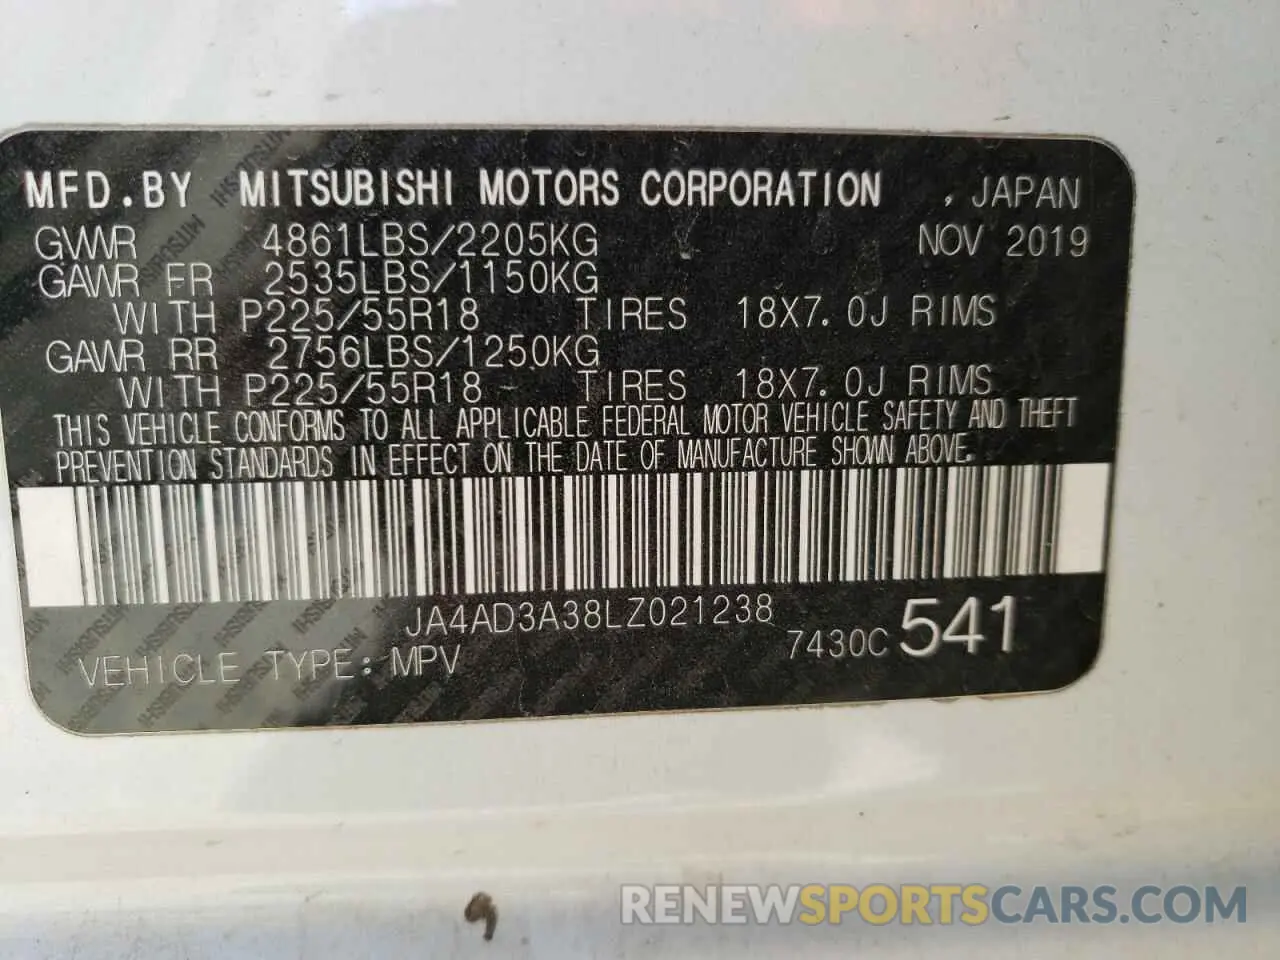 MFD.BY MITSUBISHI MOTORS CORPORATION , JAPAN
GVWR 4861LBS/2205KG NOV 2019
GAWR FR 2535LBS/1150KG
WITH P225/55R18 TIRES 18X7.0J RIMS
GAWR RR 2756LBS/1250KG
WITH P225/55R18 TIRES 18X7.0J RIMS
THIS VEHICLE CONFORMS TO ALL APPLICABLE FEDERAL MOTOR VEHICLE SAFETY AND THEFT
PREVENTION STANDARDS IN EFFECT ON THE DATE OF MANUFACTURE SHOWN ABOVE.
JA4AD3A38LZ021238
7430C 541
VEHICLE TYPE: MPV
RENEWSPORTSCARS.COM